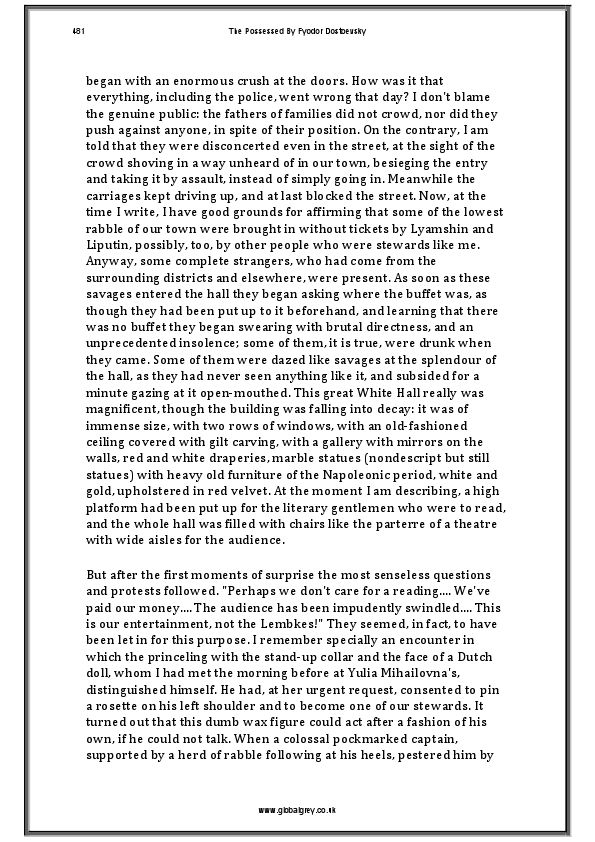 481
The Possessed By Fyodor Dostoevsky
began with an enormous crush at the doors. How was it that
everything, including the police, went wrong that day? I don't blame
the genuine public: the fathers of families did not crowd, nor did they
push against anyone, in spite of their position. On the contrary, I am
told that they were disconcerted even in the street, at the sight of the
crowd shoving in a way unheard of in our town, besieging the entry
and taking it by assault, instead of simply going in. Meanwhile the
carriages kept driving up, and at last blocked the street. Now, at the
time I write, I have good grounds for affirming that some of the lowest
rabble of our town were brought in without tickets by Lyamshin and
Liputin, possibly, too, by other people who were stewards like me.
Anyway, some complete strangers, who had come from the
surrounding districts and elsewhere, were present. As soon as these
savages entered the hall they began asking where the buffet was, as
though they had been put up to it beforehand, and learning that there
was no buffet they began swearing with brutal directness, and an
unprecedented insolence; some of them, it is true, were drunk when
they came. Some of them were dazed like savages at the splendour of
the hall, as they had never seen anything like it, and subsided for a
minute gazing at it open-mouthed. This great White Hall really was
magnificent, though the building was falling into decay: it was of
immense size, with two rows of windows, with an old-fashioned
ceiling covered with gilt carving, with a gallery with mirrors on the
walls, red and white draperies, marble statues (nondescript but still
statues) with heavy old furniture of the Napoleonic period, white and
gold, upholstered in red velvet. At the moment I am describing, a high
platform had been put up for the literary gentlemen who were to read,
and the whole hall was filled with chairs like the parterre of a theatre
with wide aisles for the audience.
But after the first moments of surprise the most senseless questions
and protests followed. "Perhaps we don't care for a reading.... We've
paid our money.... The audience has been impudently swindled.... This
is our entertainment, not the Lembkes!" They seemed, in fact, to have
been let in for this purpose. I remember specially an encounter in
which the princeling with the stand-up collar and the face of a Dutch
doll, whom I had met the morning before at Yulia Mihailovna's,
distinguished himself. He had, at her urgent request, consented to pin
a rosette on his left shoulder and to become one of our stewards. It
turned out that this dumb wax figure could act after a fashion of his
own, if he could not talk. When a colossal pockmarked captain,
supported by a herd of rabble following at his heels, pestered him by
www.globalgrey.co.uk